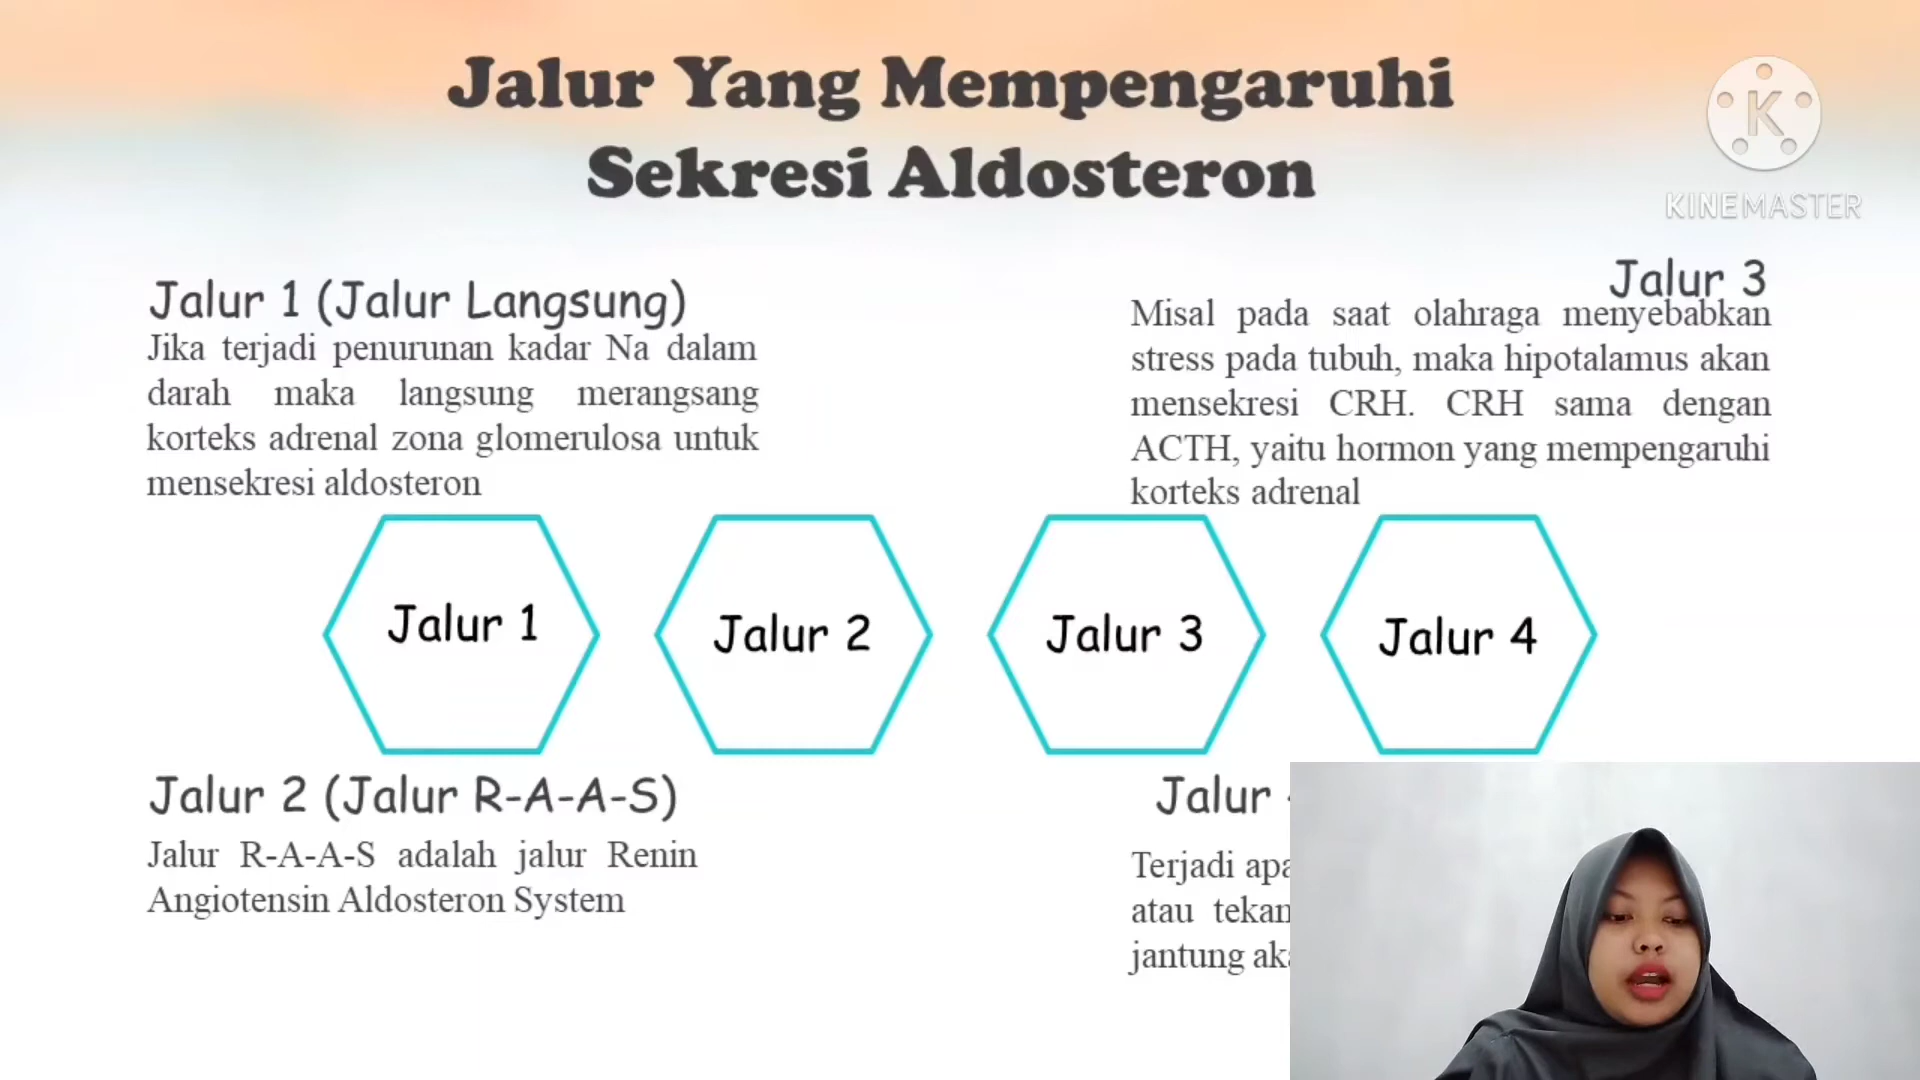 Jalur Yang Mempengaruhi
Sekresi Aldosteron
K
KINEMASTER
Jalur 1 (Jalur Langsung)
Jika terjadi penurunan kadar Na dalam
darah maka langsung merangsang
korteks adrenal zona glomerulosa untuk
mensekresi aldosteron
Jalur 3
Misal pada saat olahraga menyebabkan
stress pada tubuh, maka hipotalamus akan
mensekresi CRH. CRH sama dengan
ACTH, yaitu hormon yang mempengaruhi
korteks adrenal
Jalur 1
Jalur 2
Jalur 3
Jalur 4
Jalur 2 (Jalur R-A-A-S)
Jalur R-A-A-S adalah jalur Renin
Angiotensin Aldosteron System
Jalur
Terjadi
atau
jantung